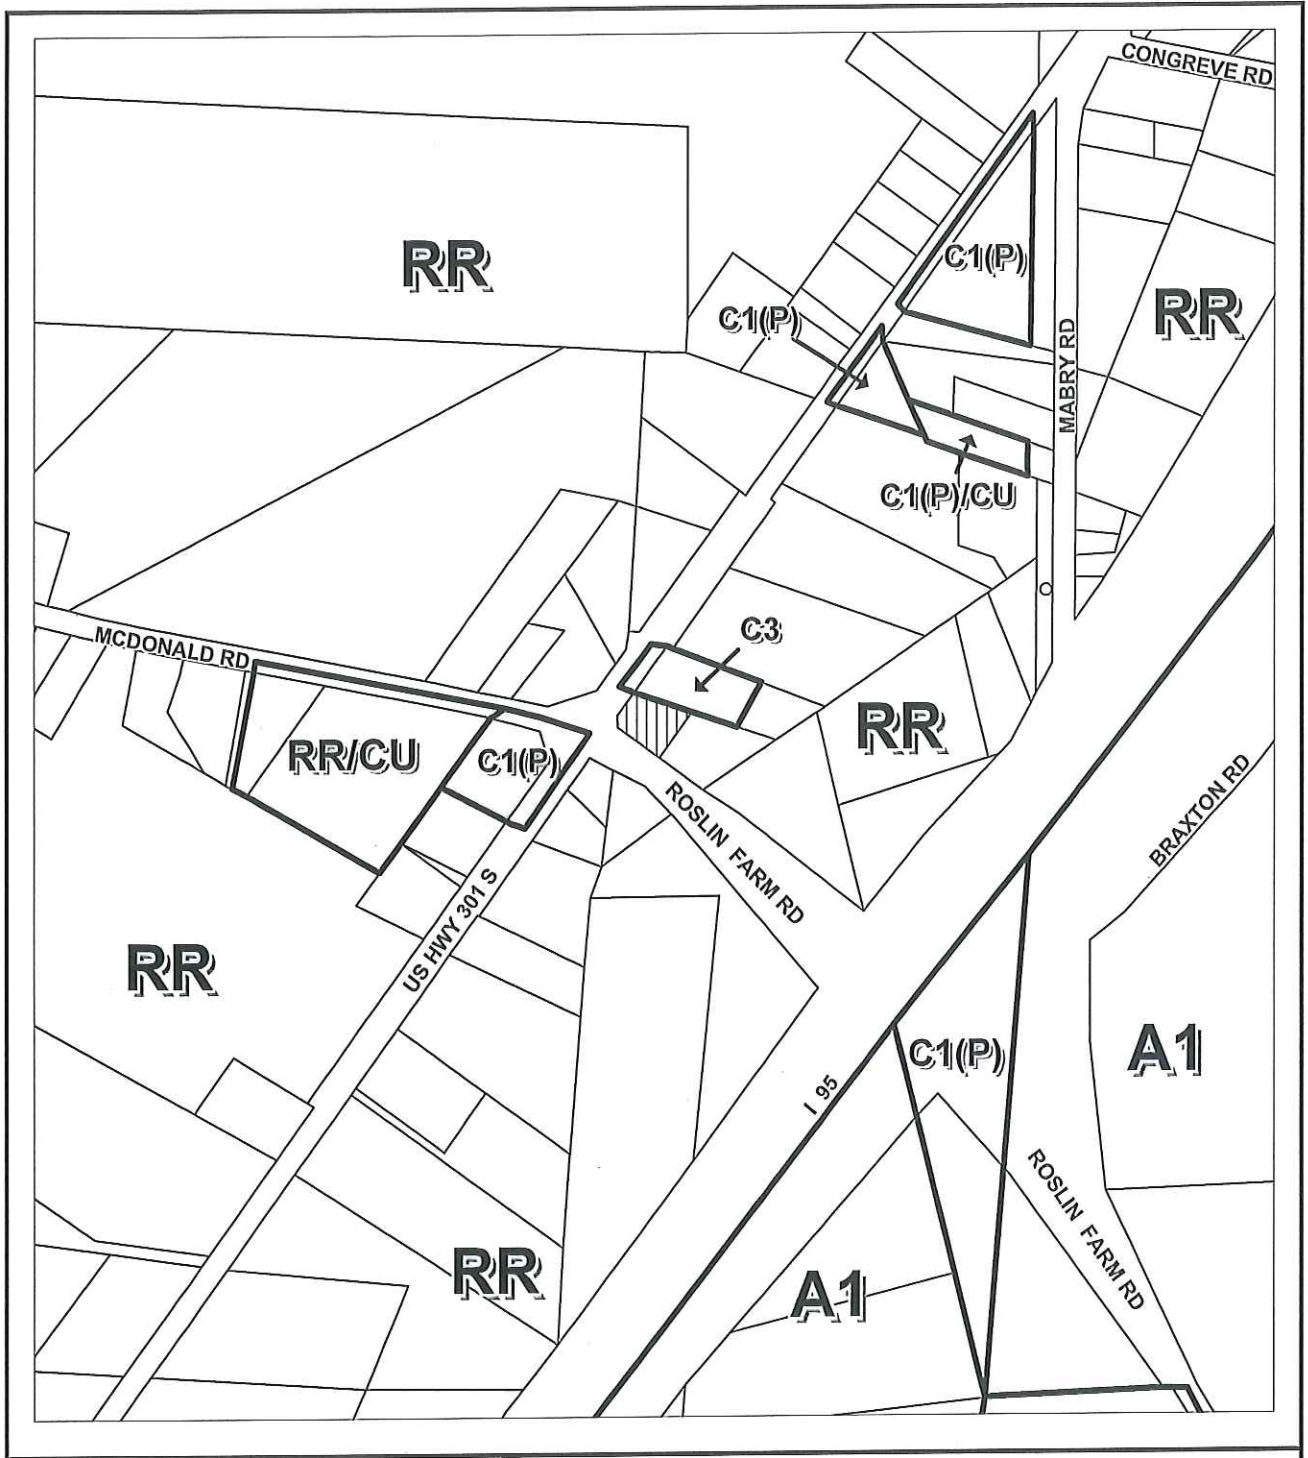 CONGREVE RD
RR
C1(P)
C1(P)
RR
MABRY RD
C1(P)/CU
C3
MCDONALD RD
RR/CU
C1(P)
RR
ROSLIN FARM RD
BRAXTON RD
US HWY 301 S
RR
C1(P)
A1
I 95
ROSLIN FARM RD
RR
A1